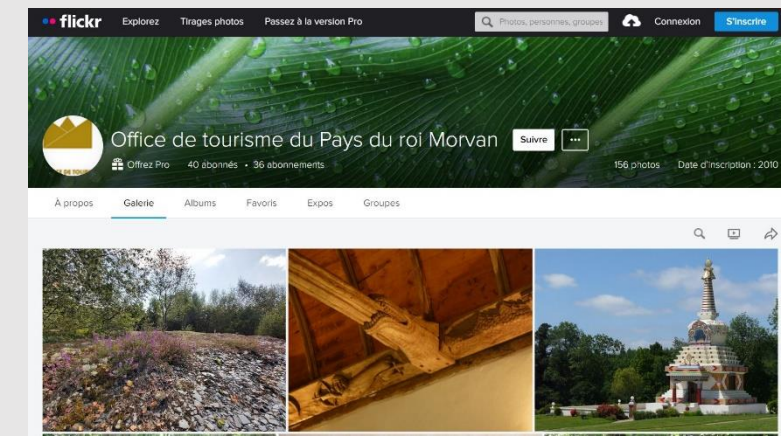 flickr Explorez Tirages photos Passez à la version Pro Photos, personnes, groupes Connexion S'inscrire
Office de tourisme du Pays du roi Morvan Suivre ...
Offrez Pro 40 abonnés • 36 abonnements 156 photos Date d'inscription : 2010
À propos Galerie Albums Favoris Expos Groupes